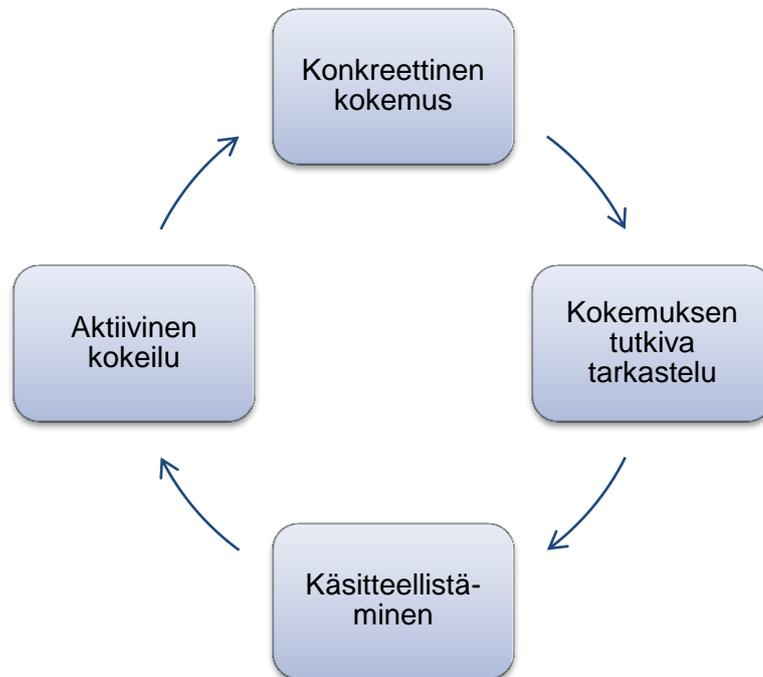 Konkreettinen
kokemus
Kokemuksen
tutkiva
tarkastelu
Käsitteellistä-
minen
Aktiivinen
kokeilu